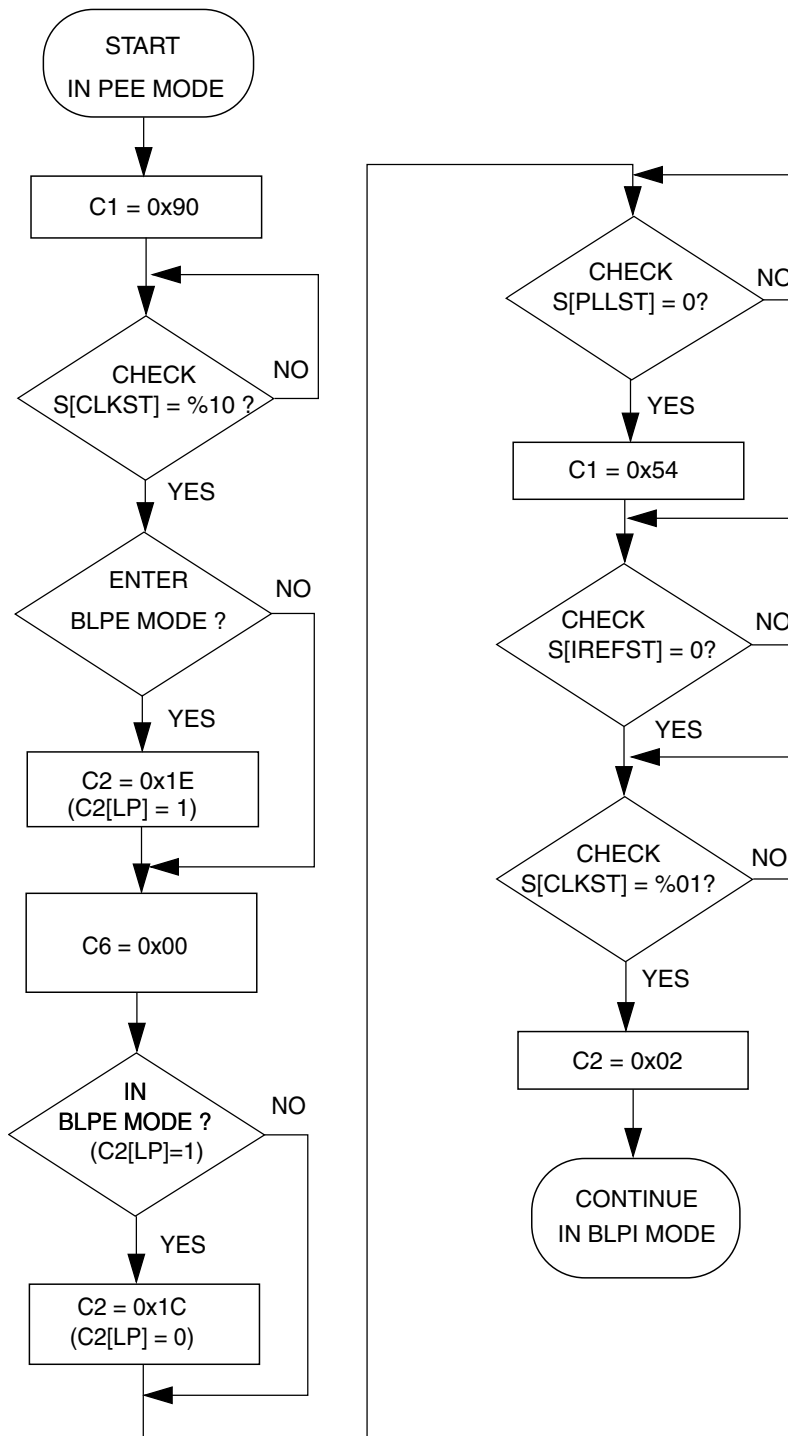 START
IN PEE MODE
C1 = 0x90
CHECK
S[CLKST] = %10 ?
NO
YES
ENTER
BLPE MODE ?
NO
YES
C2 = 0x1E
(C2[LP] = 1)
C6 = 0x00
IN
BLPE MODE ?
(C2[LP]=1)
NO
YES
C2 = 0x1C
(C2[LP] = 0)
CHECK
S[PLLST] = 0?
NO
YES
C1 = 0x54
CHECK
S[IREFST] = 0?
NO
YES
CHECK
S[CLKST] = %01?
NO
YES
C2 = 0x02
CONTINUE
IN BLPI MODE